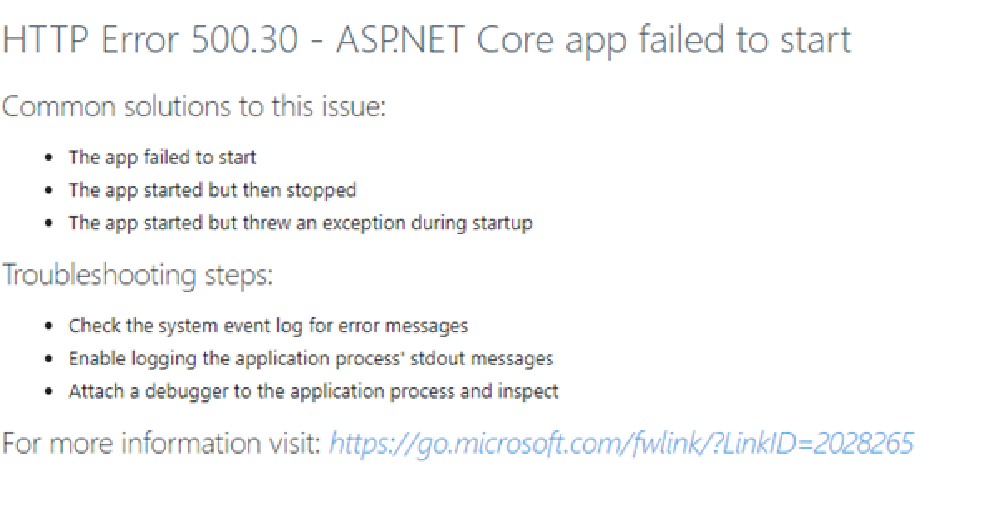 HTTP Error 500.30 - ASP.NET Core app failed to start
Common solutions to this issue:
• The app failed to start
• The app started but then stopped
• The app started but threw an exception during startup
Troubleshooting steps:
• Check the system event log for error messages
• Enable logging the application process' stdout messages
• Attach a debugger to the application process and inspect
For more information visit: https://go.microsoft.com/fwlink/?LinkID=2028265